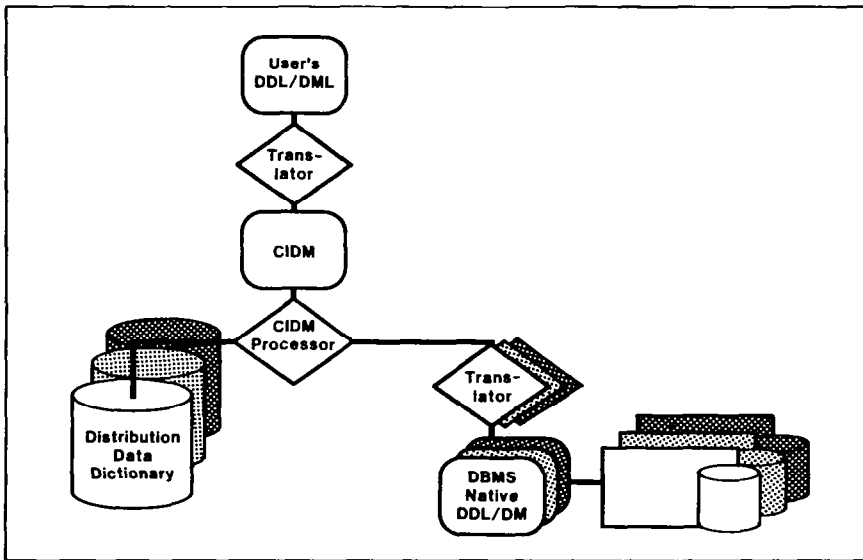 User's
DDL/DML
Trans-
lator
CIDM
CIDM
Processor
Trans-
lator
Distribution
Data
Dictionary
DBMS
Native
DDL/DM